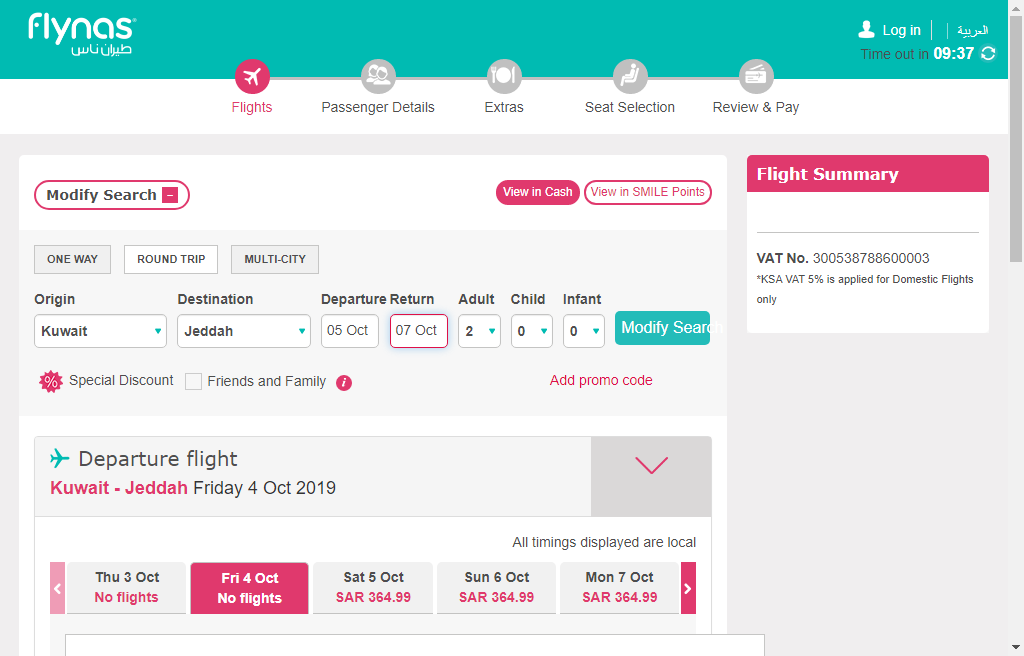 flynas
طيران ناس
Log in
العربية
Time out in 09:37
Flights
Passenger Details
Extras
Seat Selection
Review & Pay
Modify Search
View in Cash
View in SMILE Points
Flight Summary
VAT No. 300538788600003
*KSA VAT 5% is applied for Domestic Flights
only
ONE WAY
ROUND TRIP
MULTI-CITY
Origin
Destination
Departure
Return
Adult
Child
Infant
Kuwait
Jeddah
05 Oct
07 Oct
2
0
0
Modify Search
Special Discount
Friends and Family
Add promo code
Departure flight
Kuwait - Jeddah Friday 4 Oct 2019
All timings displayed are local
Thu 3 Oct
No flights
Fri 4 Oct
No flights
Sat 5 Oct
SAR 364.99
Sun 6 Oct
SAR 364.99
Mon 7 Oct
SAR 364.99